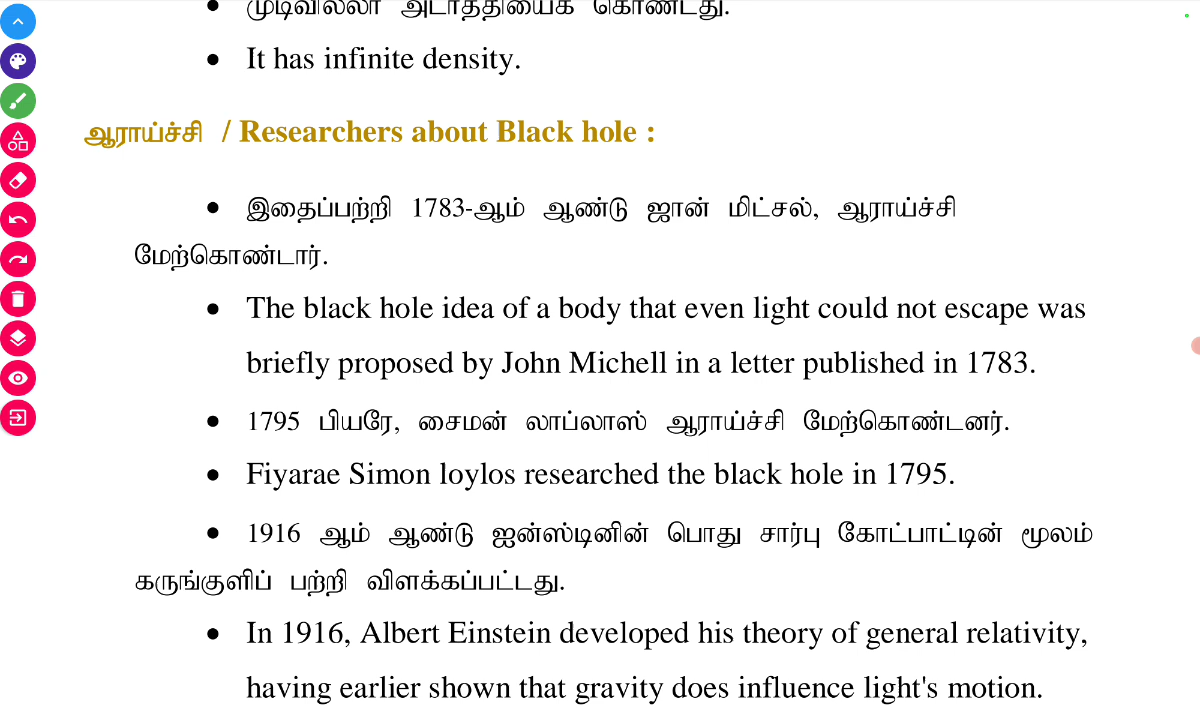 • முடிவில்லா அடர்த்தியைக் கொண்டது.
• It has infinite density.
ஆராய்ச்சி / Researchers about Black hole :
• இதைப்பற்றி 1783-ஆம் ஆண்டு ஜான் மிட்சல், ஆராய்ச்சி
மேற்கொண்டார்.
• The black hole idea of a body that even light could not escape was
briefly proposed by John Michell in a letter published in 1783.
• 1795 பியரே, சைமன் லாப்லாஸ் ஆராய்ச்சி மேற்கொண்டனர்.
• Fiyarae Simon loylos researched the black hole in 1795.
• 1916 ஆம் ஆண்டு ஐன்ஸ்டினின் பொது சார்பு கோட்பாட்டின் மூலம்
கருங்குளிப் பற்றி விளக்கப்பட்டது.
• In 1916, Albert Einstein developed his theory of general relativity,
having earlier shown that gravity does influence light's motion.